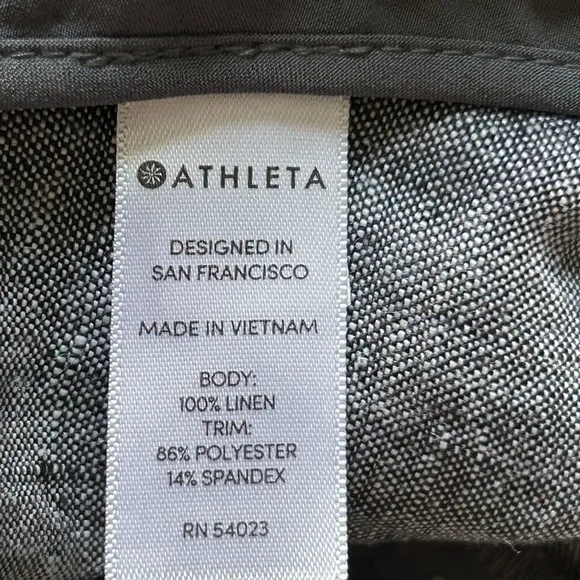 ATHLETA
DESIGNED IN
SAN FRANCISCO
MADE IN VIETNAM
BODY:
100% LINEN
TRIM:
86% POLYESTER
14% SPANDEX
RN 54023